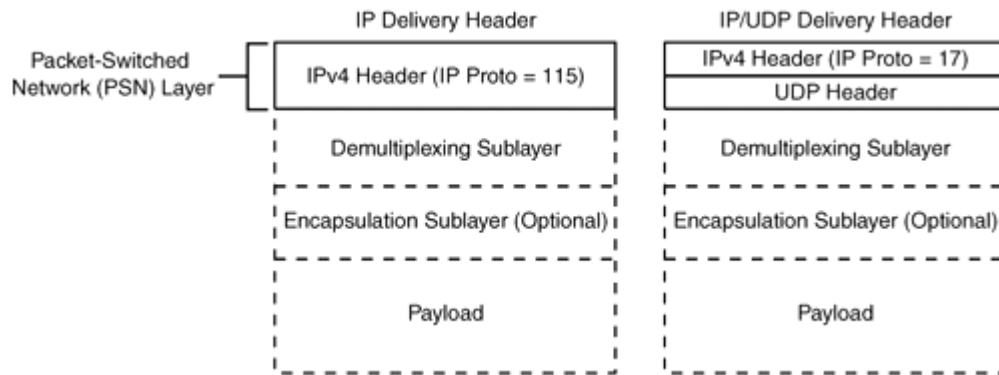 IP Delivery Header
IP/UDP Delivery Header
Packet-Switched
Network (PSN) Layer
IPv4 Header (IP Proto = 115)
IPv4 Header (IP Proto = 17)
UDP Header
Demultiplexing Sublayer
Demultiplexing Sublayer
Encapsulation Sublayer (Optional)
Encapsulation Sublayer (Optional)
Payload
Payload